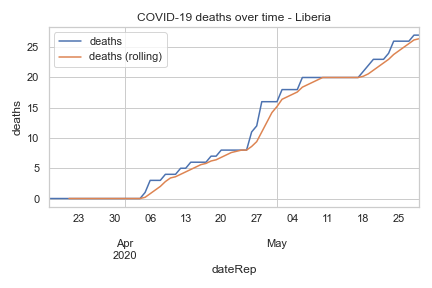 COVID-19 deaths over time - Liberia
deaths
deaths (rolling)
deaths
25
20
15
10
5
0
23 30 06 13 20 27 04 11 18 25
Apr May
2020
dateRep